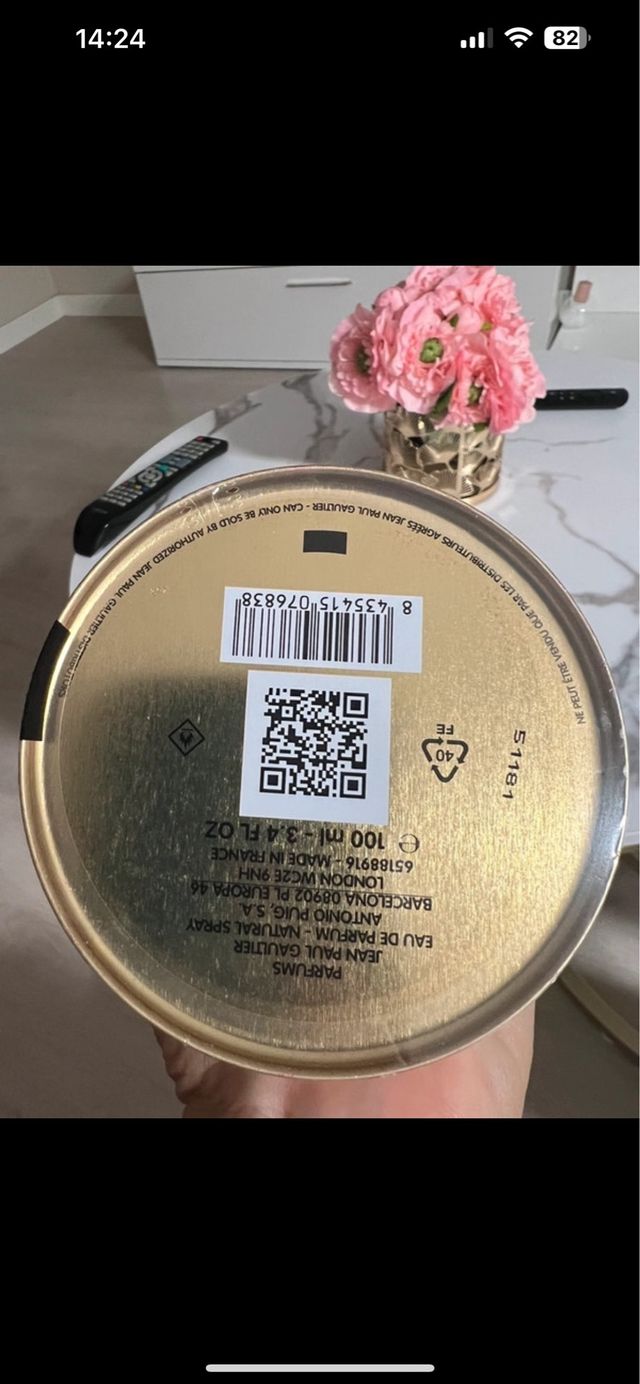 14:24
82
NE PEUT ÊTRE VENDU QUE PAR LES DISTRIBUTEURS AGRÉÉS JEAN PAUL GAULTIER - CAN ONLY BE SOLD BY AUTHORIZED JEAN PAUL GAULTIER DISTRIBUTORS
PARFUMS
JEAN PAUL GAULTIER
EAU DE PARFUM - NATURAL SPRAY
ANTONIO PUIG, S.A.
BARCELONA 08902 PL EUROPA 46
LONDON WC2E 9NH
65188916 - MADE IN FRANCE
℮ 100 ml - 3.4 FL OZ
51181
40
FE
8 435415 076838